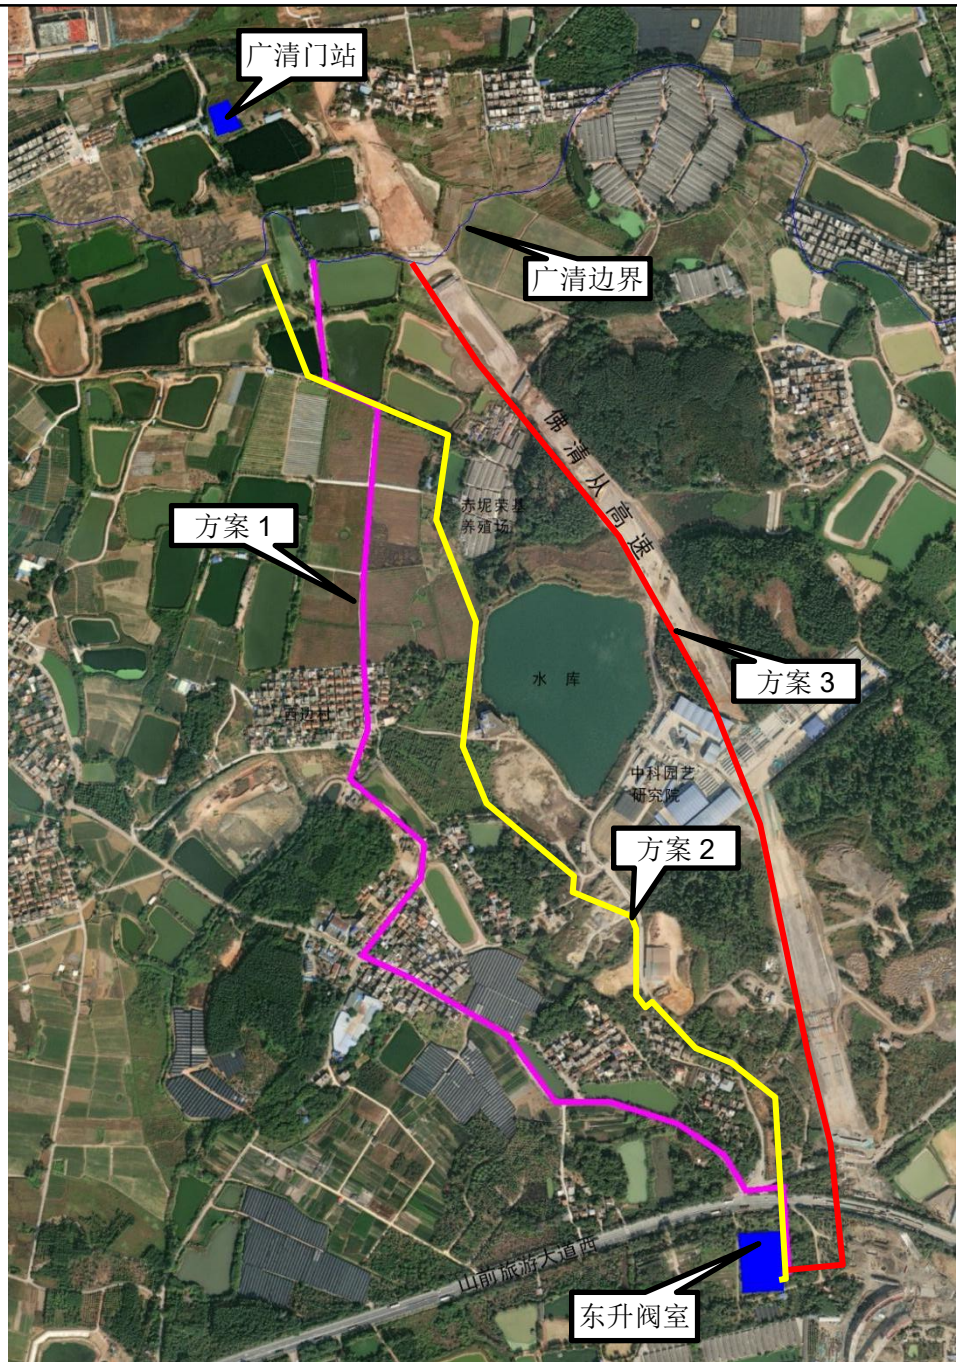 广清门站
广清边界
佛清从高速
赤坭荣基
养殖场
方案 1
方案 3
水 库
西边村
中科园艺
研究院
方案 2
山前旅游大道西
东升阀室